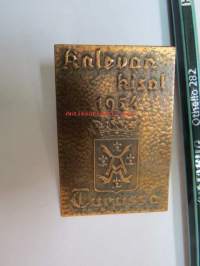 Kalevan
kisat
1954
Turussa
Othello 282